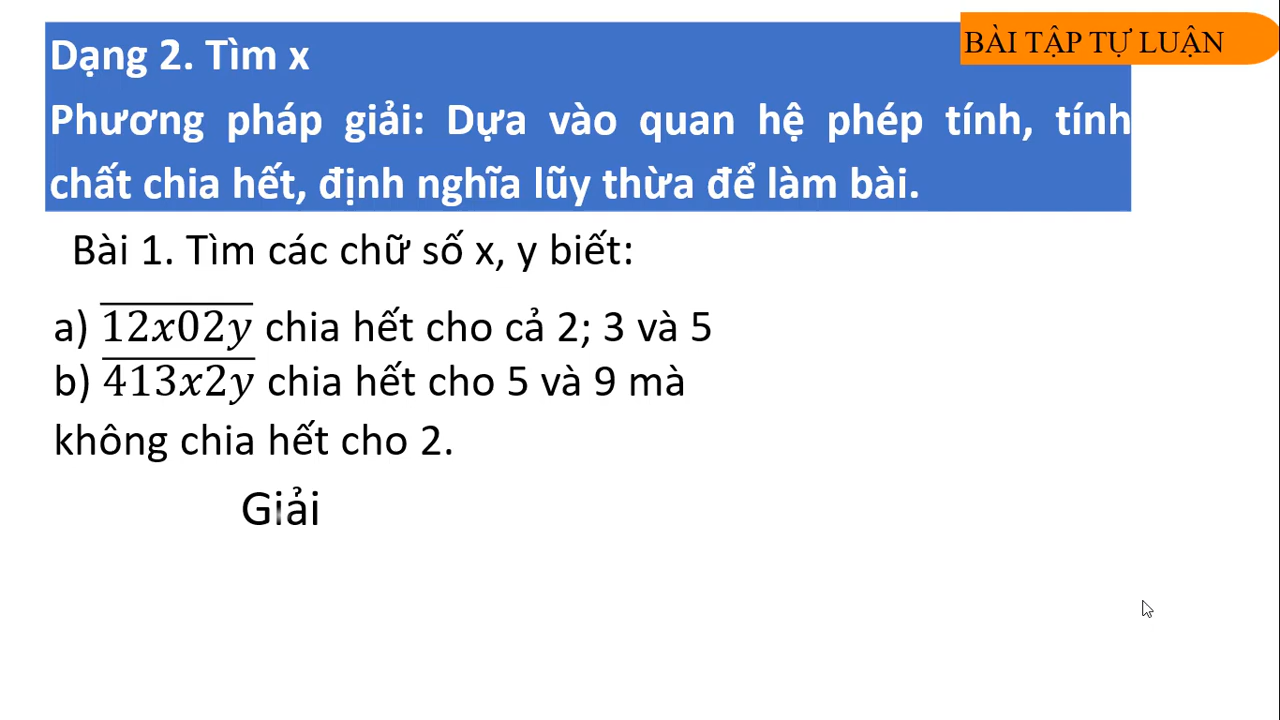 BÀI TẬP TỰ LUẬN
Dạng 2. Tìm x
Phương pháp giải: Dựa vào quan hệ phép tính, tính
chất chia hết, định nghĩa lũy thừa để làm bài.
Bài 1. Tìm các chữ số x, y biết:
a) $\overline{12x02y}$ chia hết cho cả 2; 3 và 5
b) $\overline{413x2y}$ chia hết cho 5 và 9 mà
không chia hết cho 2.
Giải